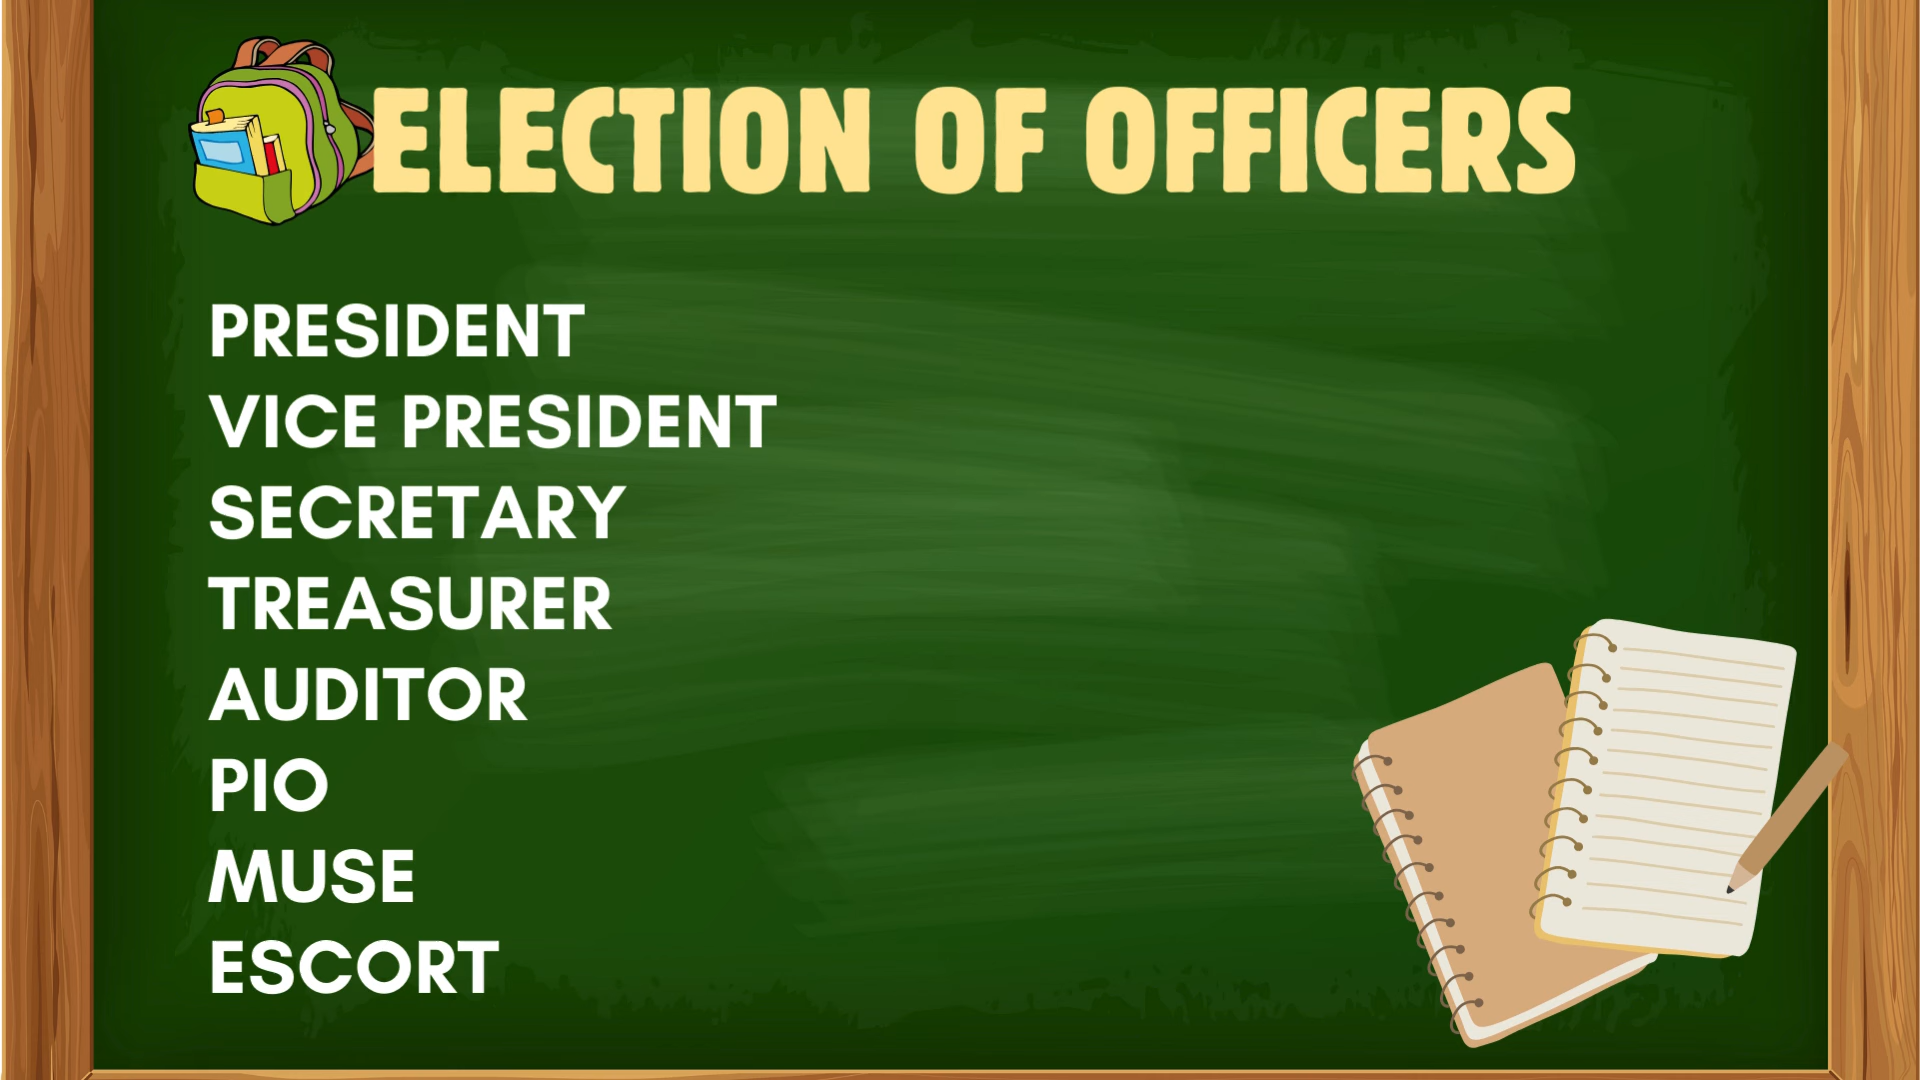 ELECTION OF OFFICERS
PRESIDENT
VICE PRESIDENT
SECRETARY
TREASURER
AUDITOR
PIO
MUSE
ESCORT